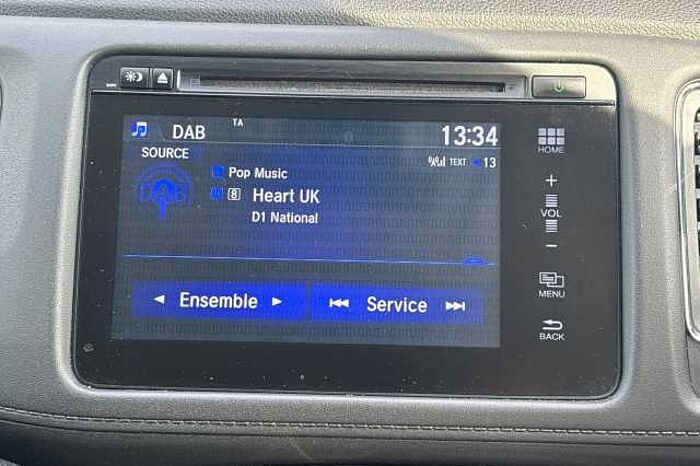 DAB
TA
13:34
SOURCE
TEXT
13
Pop Music
DAB
8 Heart UK
D1 National
Ensemble
Service
HOME
+
VOL
−
MENU
BACK